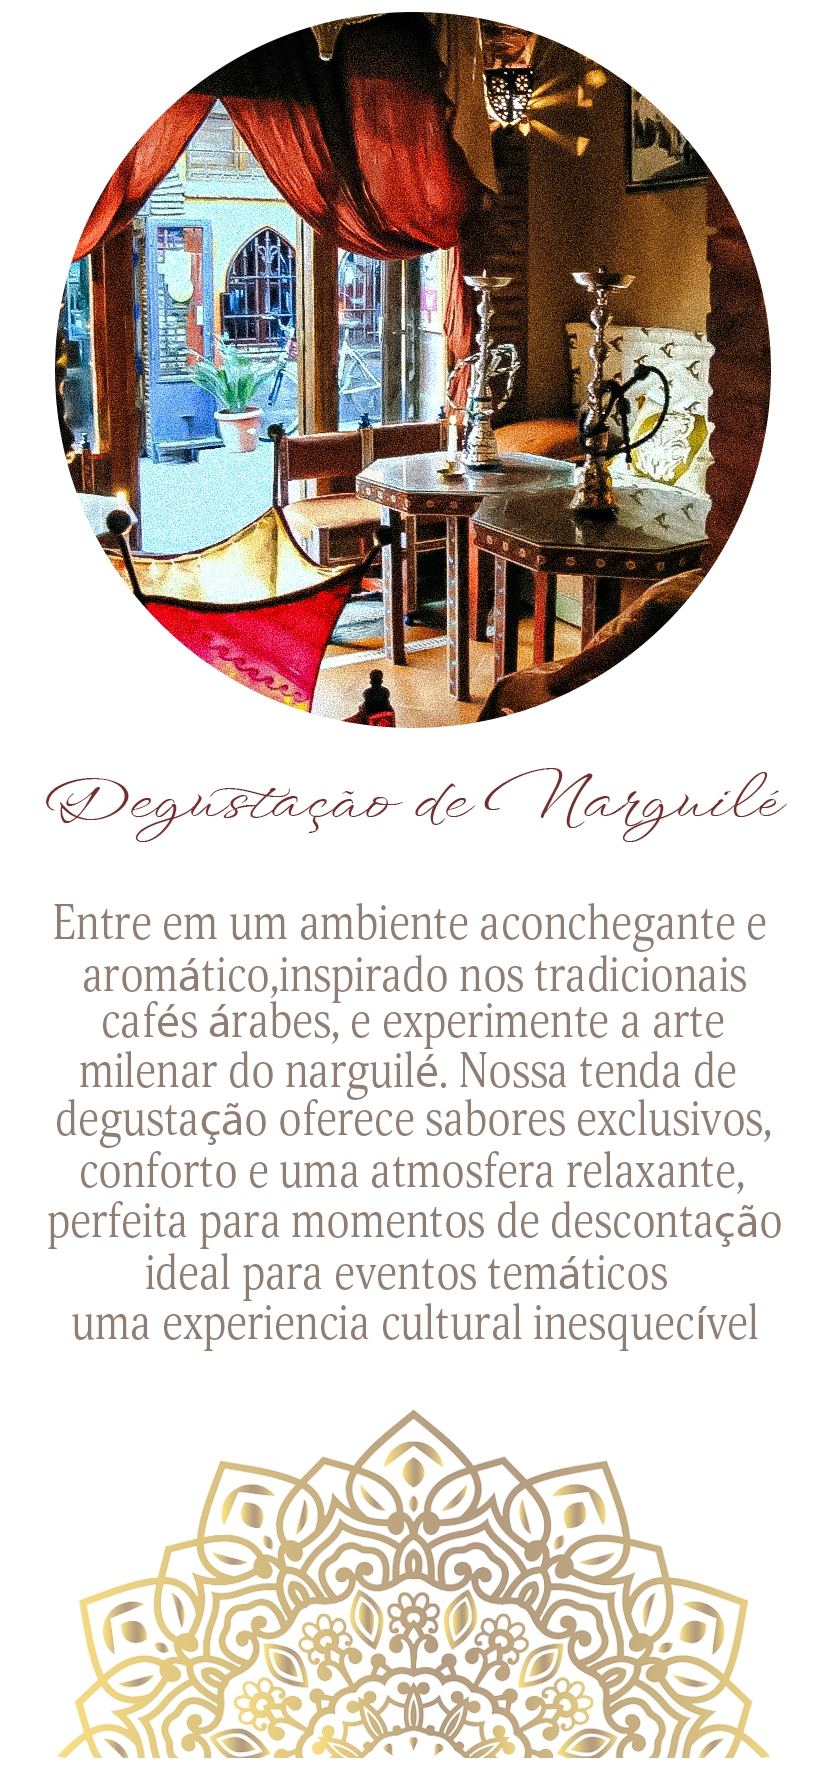 Degustação de Narguilé
Entre em um ambiente aconchegante e
aromático,inspirado nos tradicionais
cafés árabes, e experimente a arte
milenar do narguilé. Nossa tenda de
degustação oferece sabores exclusivos,
conforto e uma atmosfera relaxante,
perfeita para momentos de descontação
ideal para eventos temáticos
uma experiencia cultural inesquecível